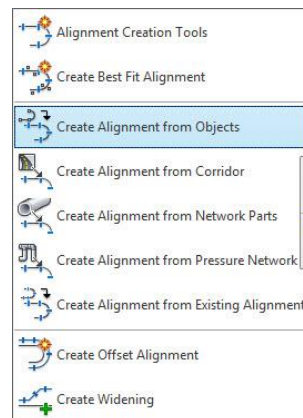 Alignment Creation Tools
Create Best Fit Alignment
Create Alignment from Objects
Create Alignment from Corridor
Create Alignment from Network Parts
Create Alignment from Pressure Network
Create Alignment from Existing Alignment
Create Offset Alignment
Create Widening